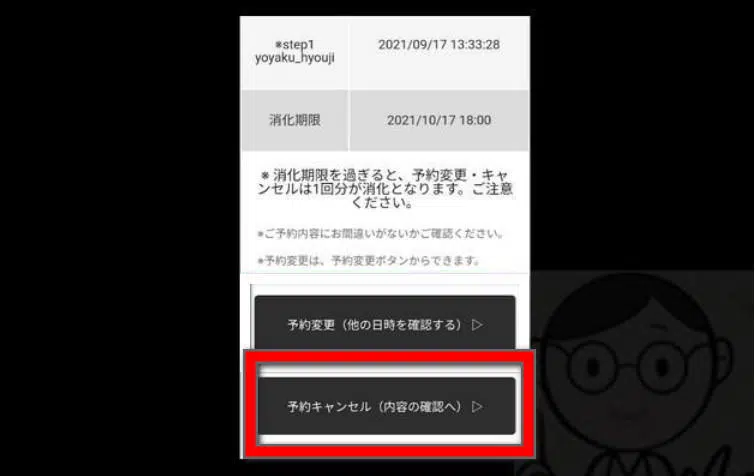 ※step1 2021/09/17 13:33:28
yoyaku_hyouji
消化期限 2021/10/17 18:00
※ 消化期限を過ぎると、予約変更・キャ
ンセルは1回分が消化となります。ご注意
ください。
※ご予約内容にお間違いがないかご確認ください。
※予約変更は、予約変更ボタンからできます。
予約変更（他の日時を確認する） ▷
予約キャンセル（内容の確認へ） ▷